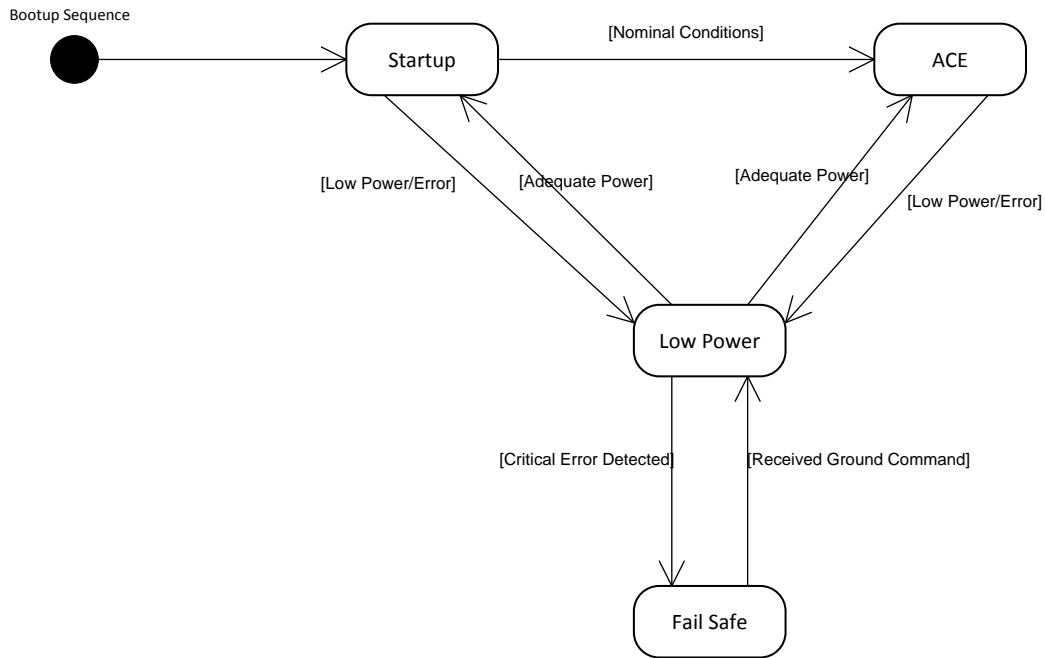 Bootup Sequence
Startup
[Nominal Conditions]
ACE
[Low Power/Error]
[Adequate Power]
[Adequate Power]
[Low Power/Error]
Low Power
[Critical Error Detected]
[Received Ground Command]
Fail Safe